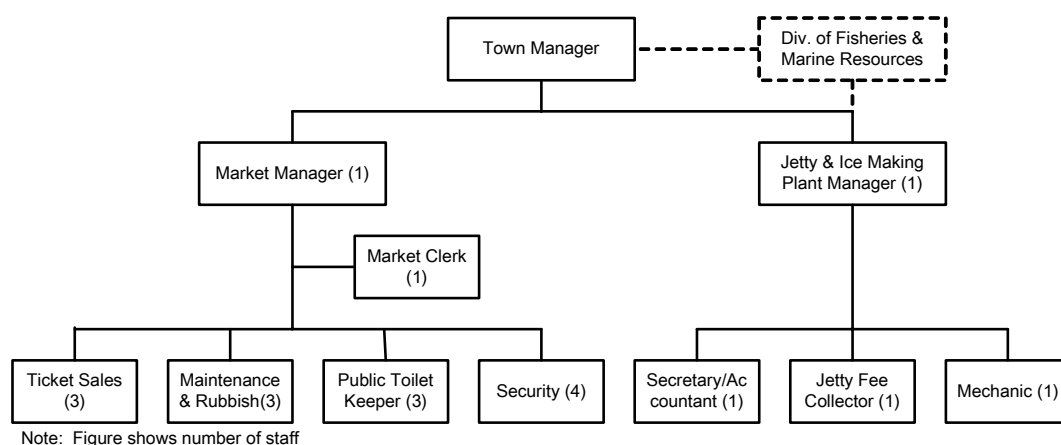 Town Manager
Div. of Fisheries &
Marine Resources
Market Manager (1)
Jetty & Ice Making
Plant Manager (1)
Market Clerk
(1)
Ticket Sales
(3)
Maintenance
& Rubbish(3)
Public Toilet
Keeper (3)
Security (4)
Secretary/Ac
countant (1)
Jetty Fee
Collector (1)
Mechanic (1)
Note: Figure shows number of staff